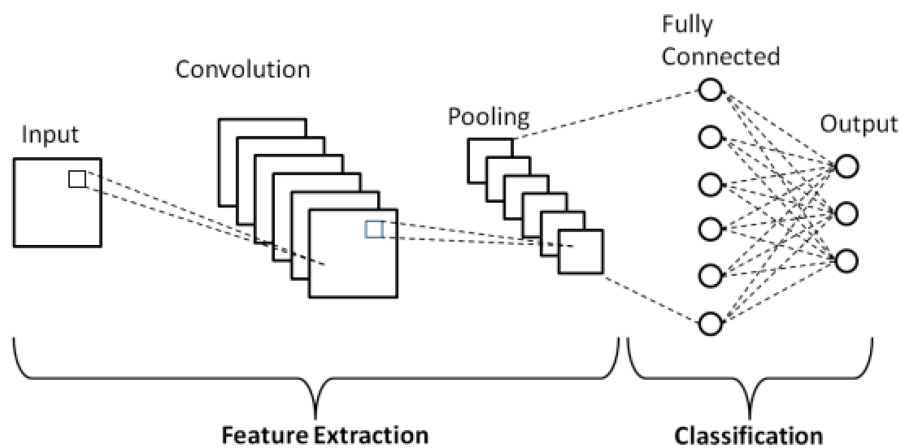 Input
Convolution
Pooling
Fully
Connected
Output
Feature Extraction
Classification